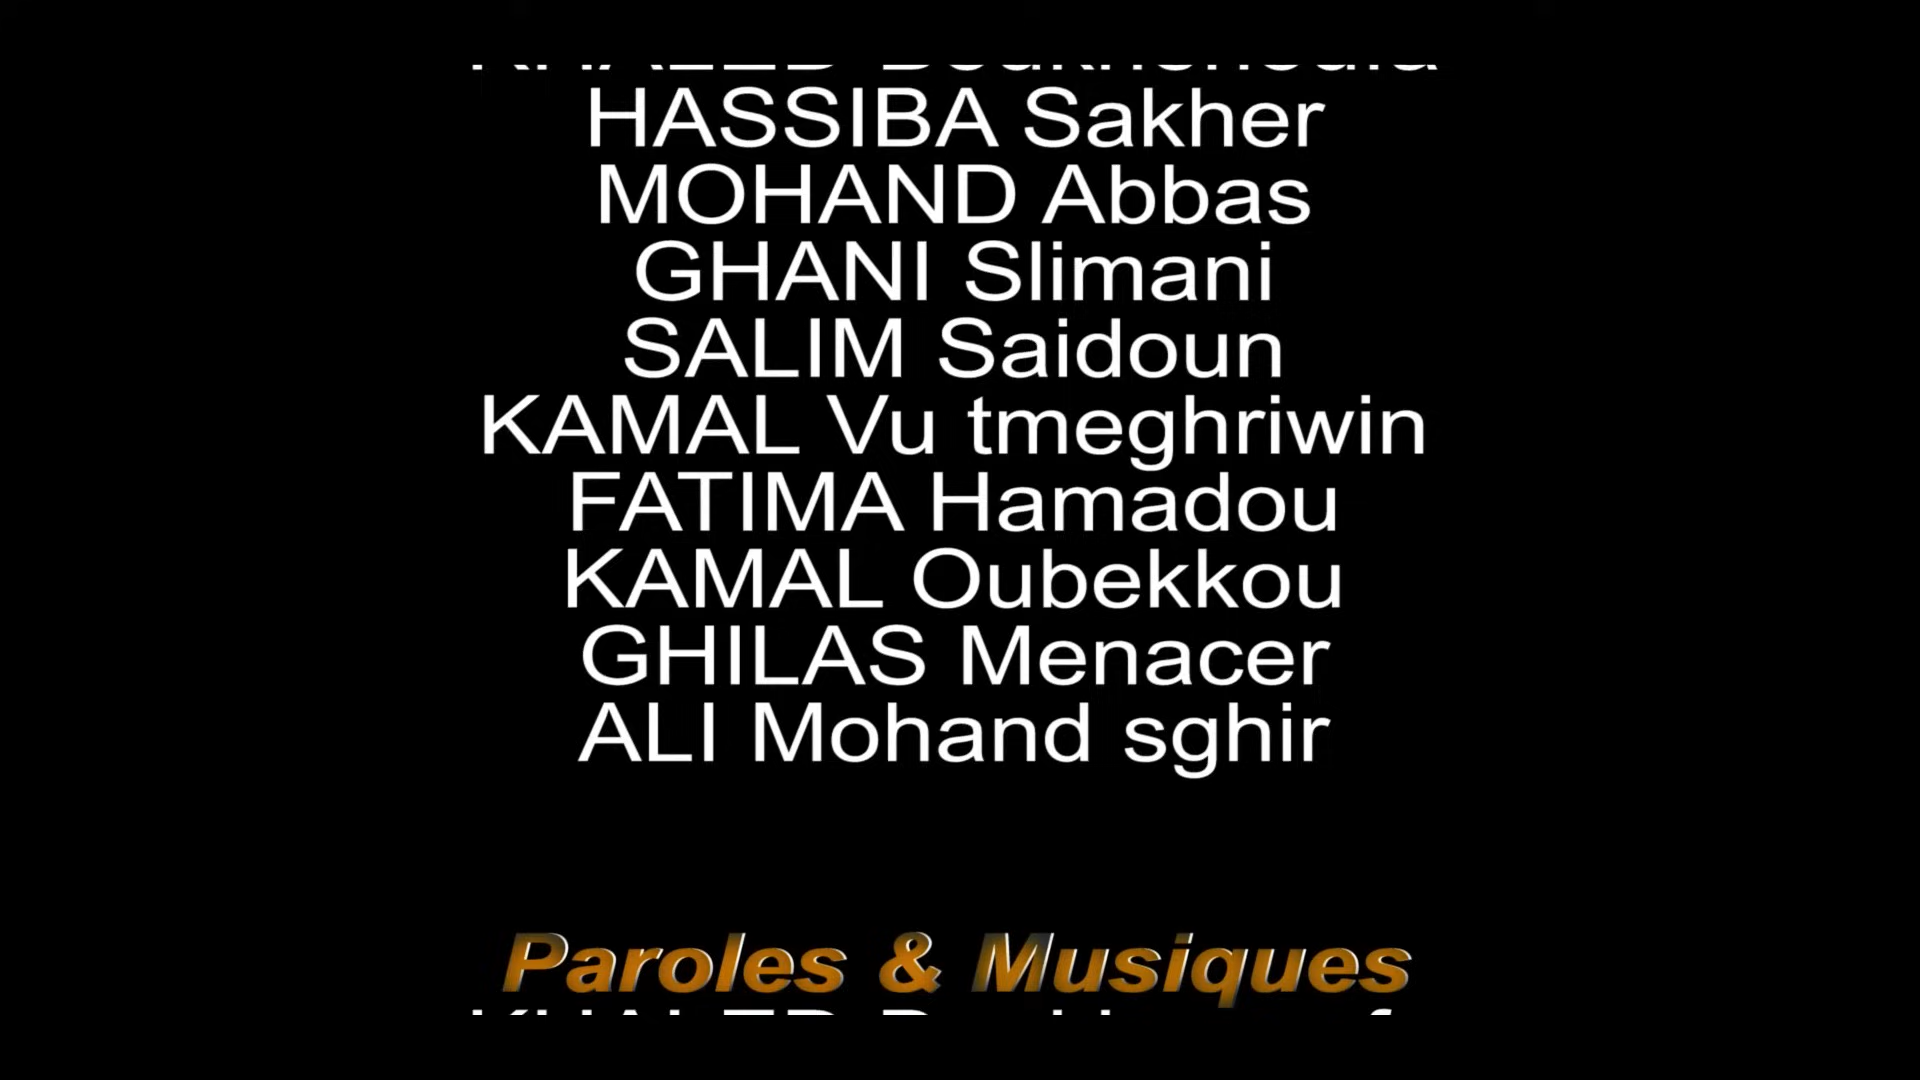 HASSIBA Sakher
MOHAND Abbas
GHANI Slimani
SALIM Saidoun
KAMAL Vu tmeghriwin
FATIMA Hamadou
KAMAL Oubekkou
GHILAS Menacer
ALI Mohand sghir
Paroles & Musiques